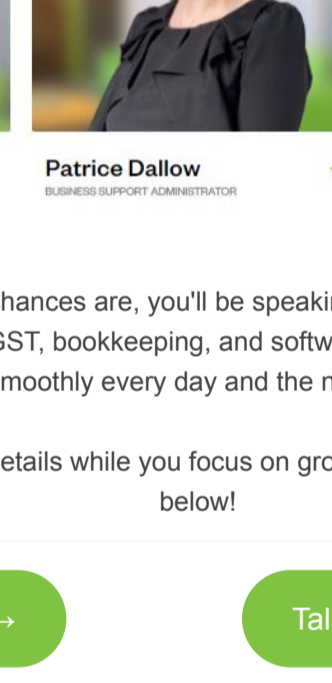 Patrice Dallow
BUSINESS SUPPORT ADMINISTRATOR
hances are, you'll be speaki
GST, bookkeeping, and softw
moothly every day and the n
etails while you focus on gro
below!
→
Tal